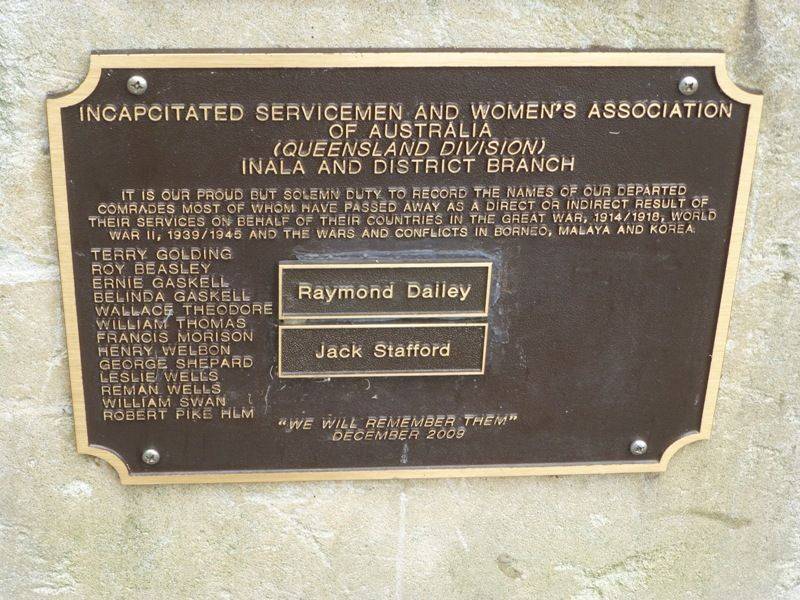 INCAPCITATED SERVICEMEN AND WOMEN'S ASSOCIATION
OF AUSTRALIA
(QUEENSLAND DIVISION)
INALA AND DISTRICT BRANCH
IT IS OUR PROUD BUT SOLEMN DUTY TO RECORD THE NAMES OF OUR DEPARTED
COMRADES MOST OF WHOM HAVE PASSED AWAY AS A DIRECT OR INDIRECT RESULT OF
THEIR SERVICES ON BEHALF OF THEIR COUNTRIES IN THE GREAT WAR, 1914/1918, WORLD
WAR II, 1939/1945 AND THE WARS AND CONFLICTS IN BORNEO, MALAYA AND KOREA
TERRY GOLDING
ROY BEASLEY
ERNIE GASKELL
BELINDA GASKELL
WALLACE THEODORE
WILLIAM THOMAS
FRANCIS MORISON
HENRY WELBON
GEORGE SHEPARD
LESLIE WELLS
REMAN WELLS
WILLIAM SWAN
ROBERT PIKE HLM
Raymond Dailey
Jack Stafford
"WE WILL REMEMBER THEM"
DECEMBER 2009